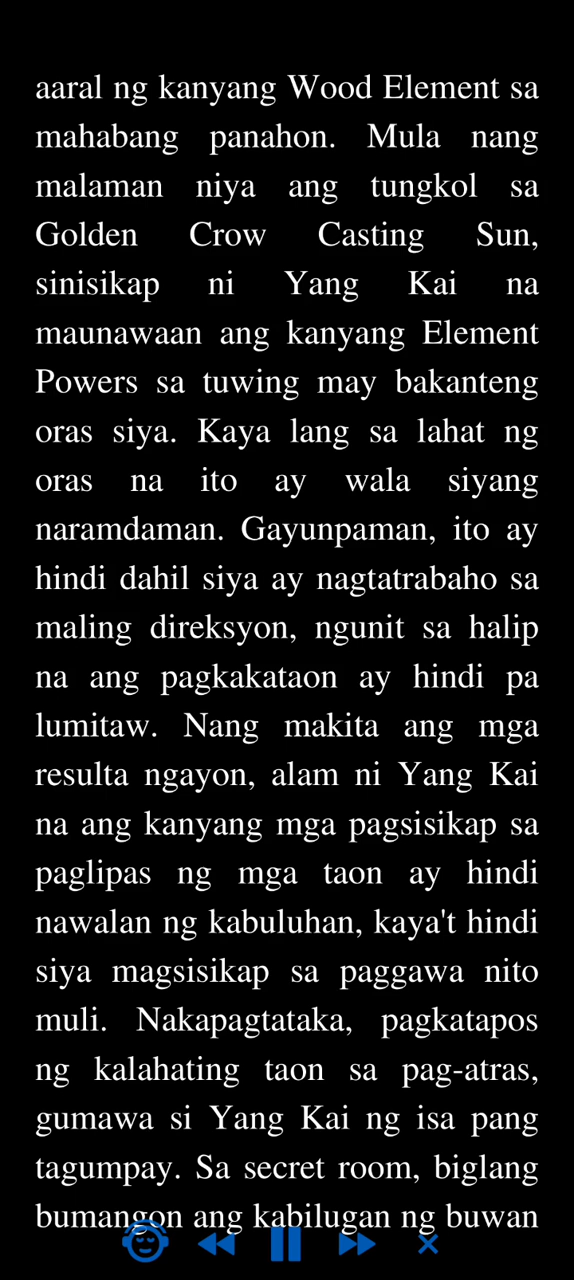 aaral ng kanyang Wood Element sa
mahabang panahon. Mula nang
malaman niya ang tungkol sa
Golden Crow Casting Sun,
sinisikap ni Yang Kai na
maunawaan ang kanyang Element
Powers sa tuwing may bakanteng
oras siya. Kaya lang sa lahat ng
oras na ito ay wala siyang
naramdaman. Gayunpaman, ito ay
hindi dahil siya ay nagtatrabaho sa
maling direksyon, ngunit sa halip
na ang pagkakataon ay hindi pa
lumitaw. Nang makita ang mga
resulta ngayon, alam ni Yang Kai
na ang kanyang mga pagsisikap sa
paglipas ng mga taon ay hindi
nawalan ng kabuluhan, kaya't hindi
siya magsisikap sa paggawa nito
muli. Nakapagtataka, pagkatapos
ng kalahating taon sa pag-atras,
gumawa si Yang Kai ng isa pang
tagumpay. Sa secret room, biglang
bumangon ang kabilugan ng buwan